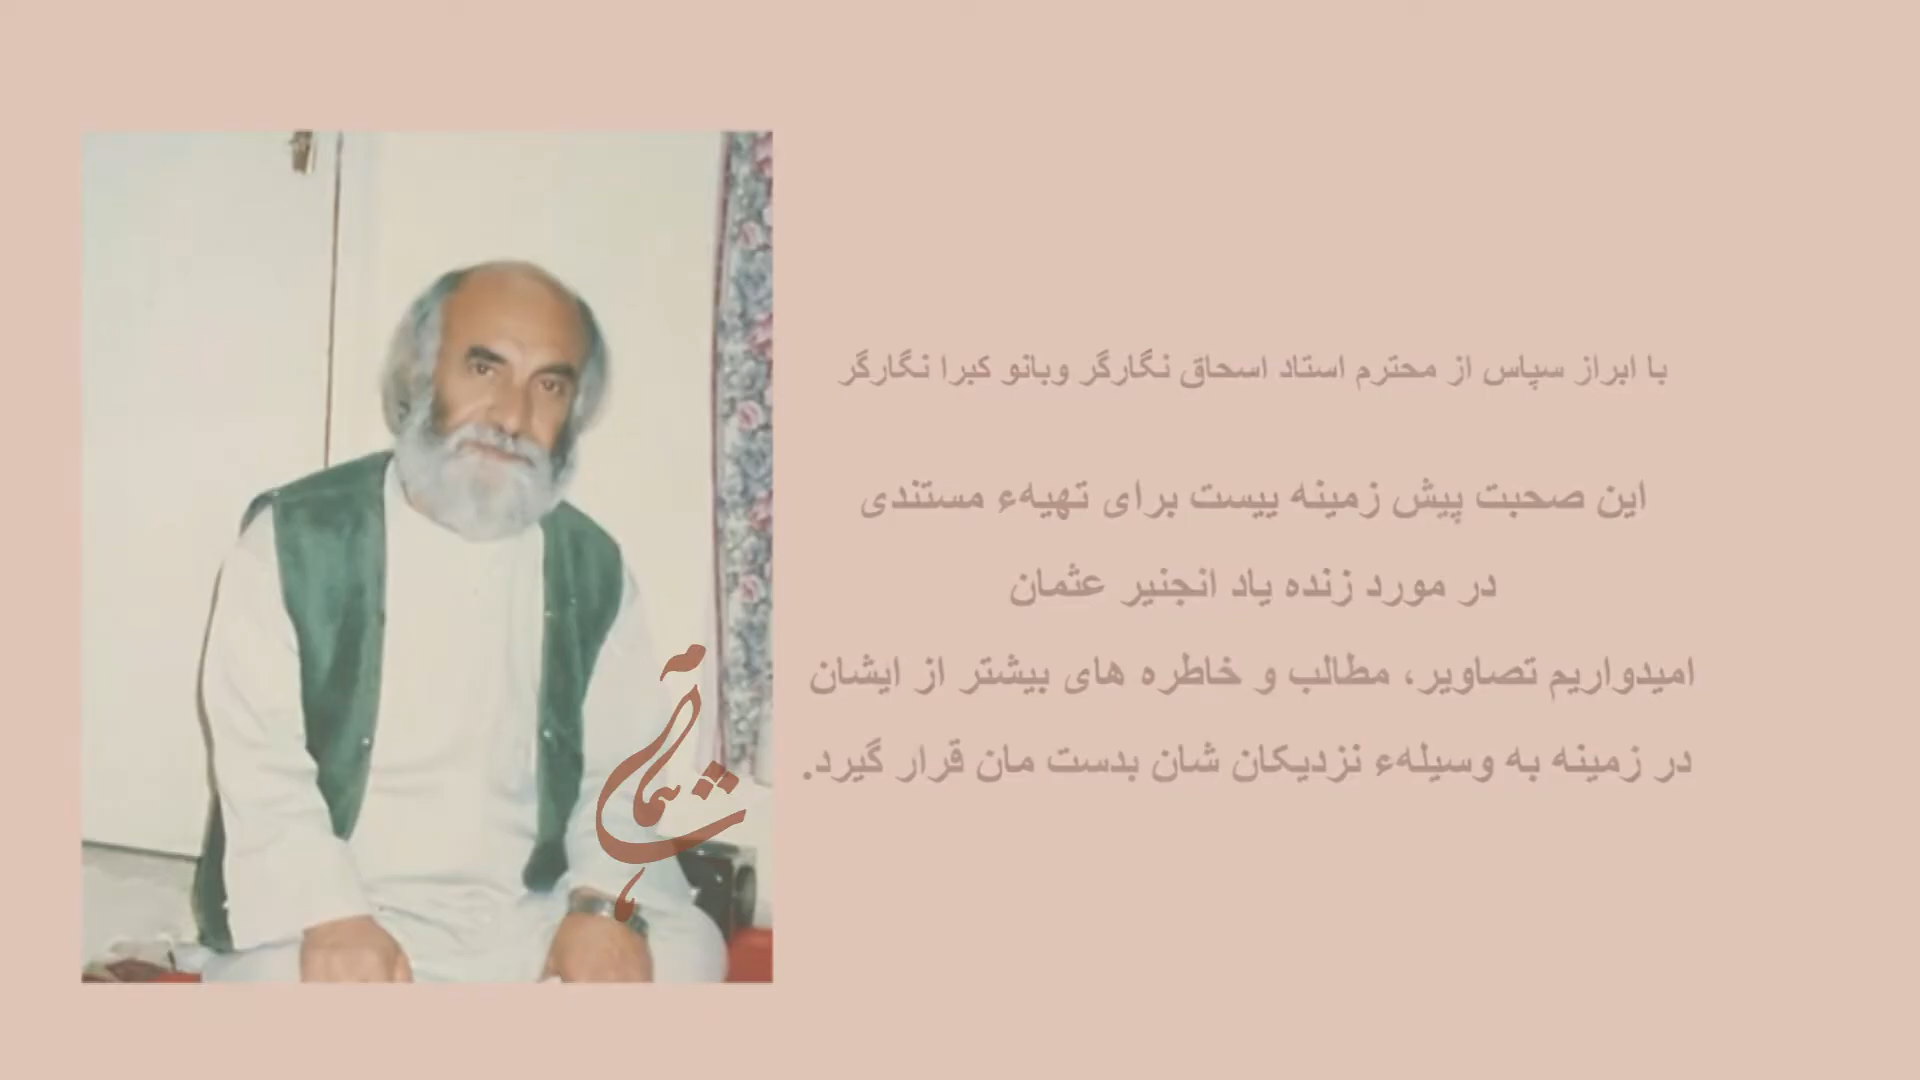 با ابراز سپاس از محترم استاد اسحاق نگارگر وبانو کبرا نگارگر
این صحبت پیش زمینه ییست برای تهیهء مستندی
در مورد زنده یاد انجنیر عثمان
امیدواریم تصاویر، مطالب و خاطره های بیشتر از ایشان
در زمینه به وسیلهء نزدیکان شان بدست مان قرار گیرد.